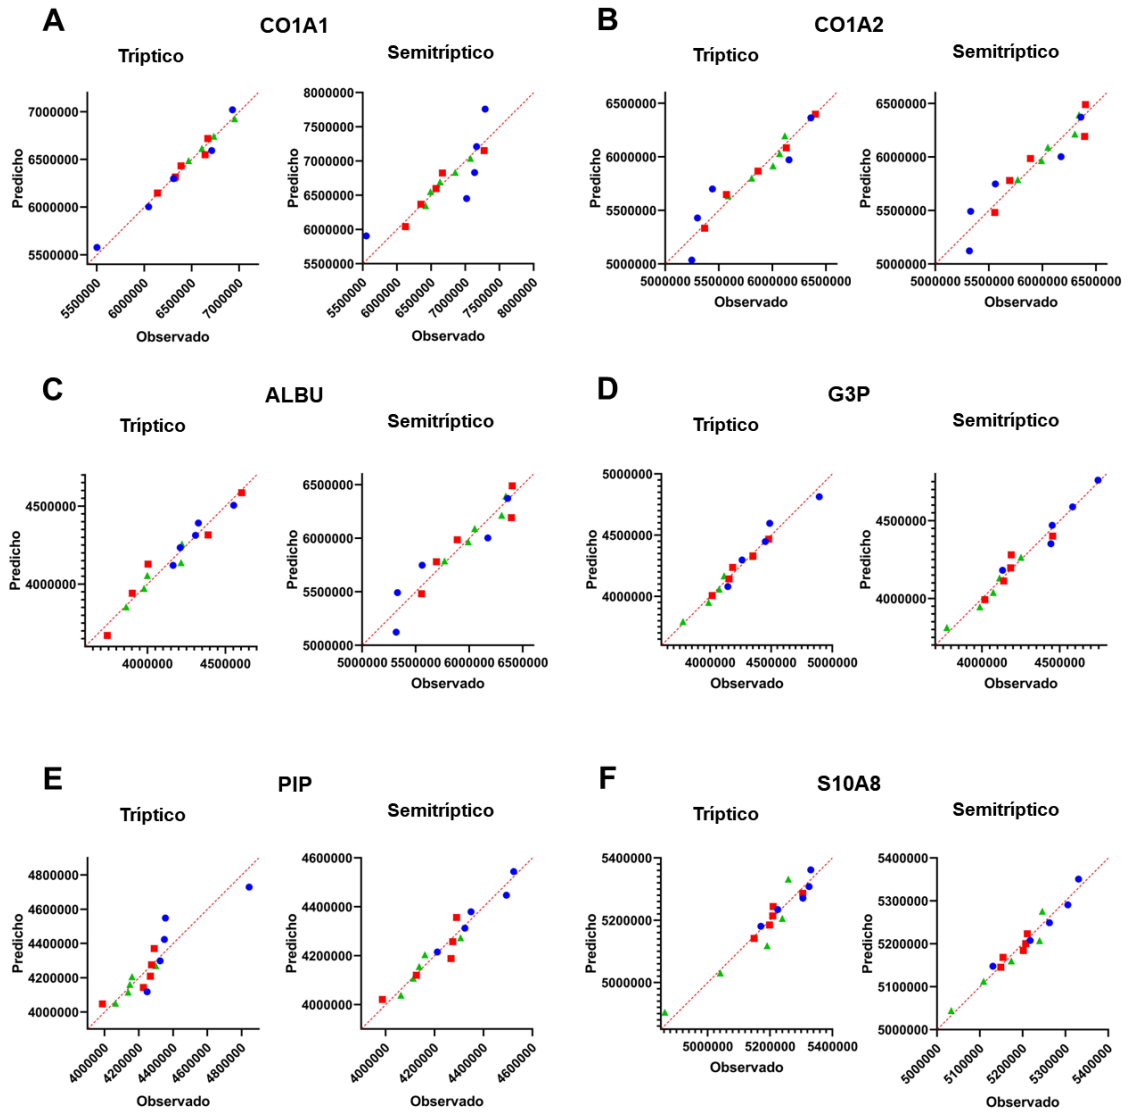 A
CO1A1
Tríptico
Semitríptico
Predicho
7000000
6500000
6000000
5500000
5500000
6000000
6500000
7000000
Observado
Predicho
8000000
7500000
7000000
6500000
6000000
5500000
5500000
6000000
6500000
7000000
7500000
8000000
Observado
B
CO1A2
Tríptico
Semitríptico
Predicho
6500000
6000000
5500000
5000000
5000000 5500000 6000000 6500000
Observado
Predicho
6500000
6000000
5500000
5000000
5000000 5500000 6000000 6500000
Observado
C
ALBU
Tríptico
Semitríptico
Predicho
4500000
4000000
4000000 4500000
Observado
Predicho
6500000
6000000
5500000
5000000
5000000 5500000 6000000 6500000
Observado
D
G3P
Tríptico
Semitríptico
Predicho
5000000
4500000
4000000
4000000 4500000 5000000
Observado
Predicho
4500000
4000000
4000000 4500000
Observado
E
PIP
Tríptico
Semitríptico
Predicho
4800000
4600000
4400000
4200000
4000000
4000000
4200000
4400000
4600000
4800000
Observado
Predicho
4600000
4400000
4200000
4000000
4000000
4200000
4400000
4600000
Observado
F
S10A8
Tríptico
Semitríptico
Predicho
5400000
5200000
5000000
5000000 5200000 5400000
Observado
Predicho
5400000
5300000
5200000
5100000
5000000
5000000
5100000
5200000
5300000
5400000
Observado